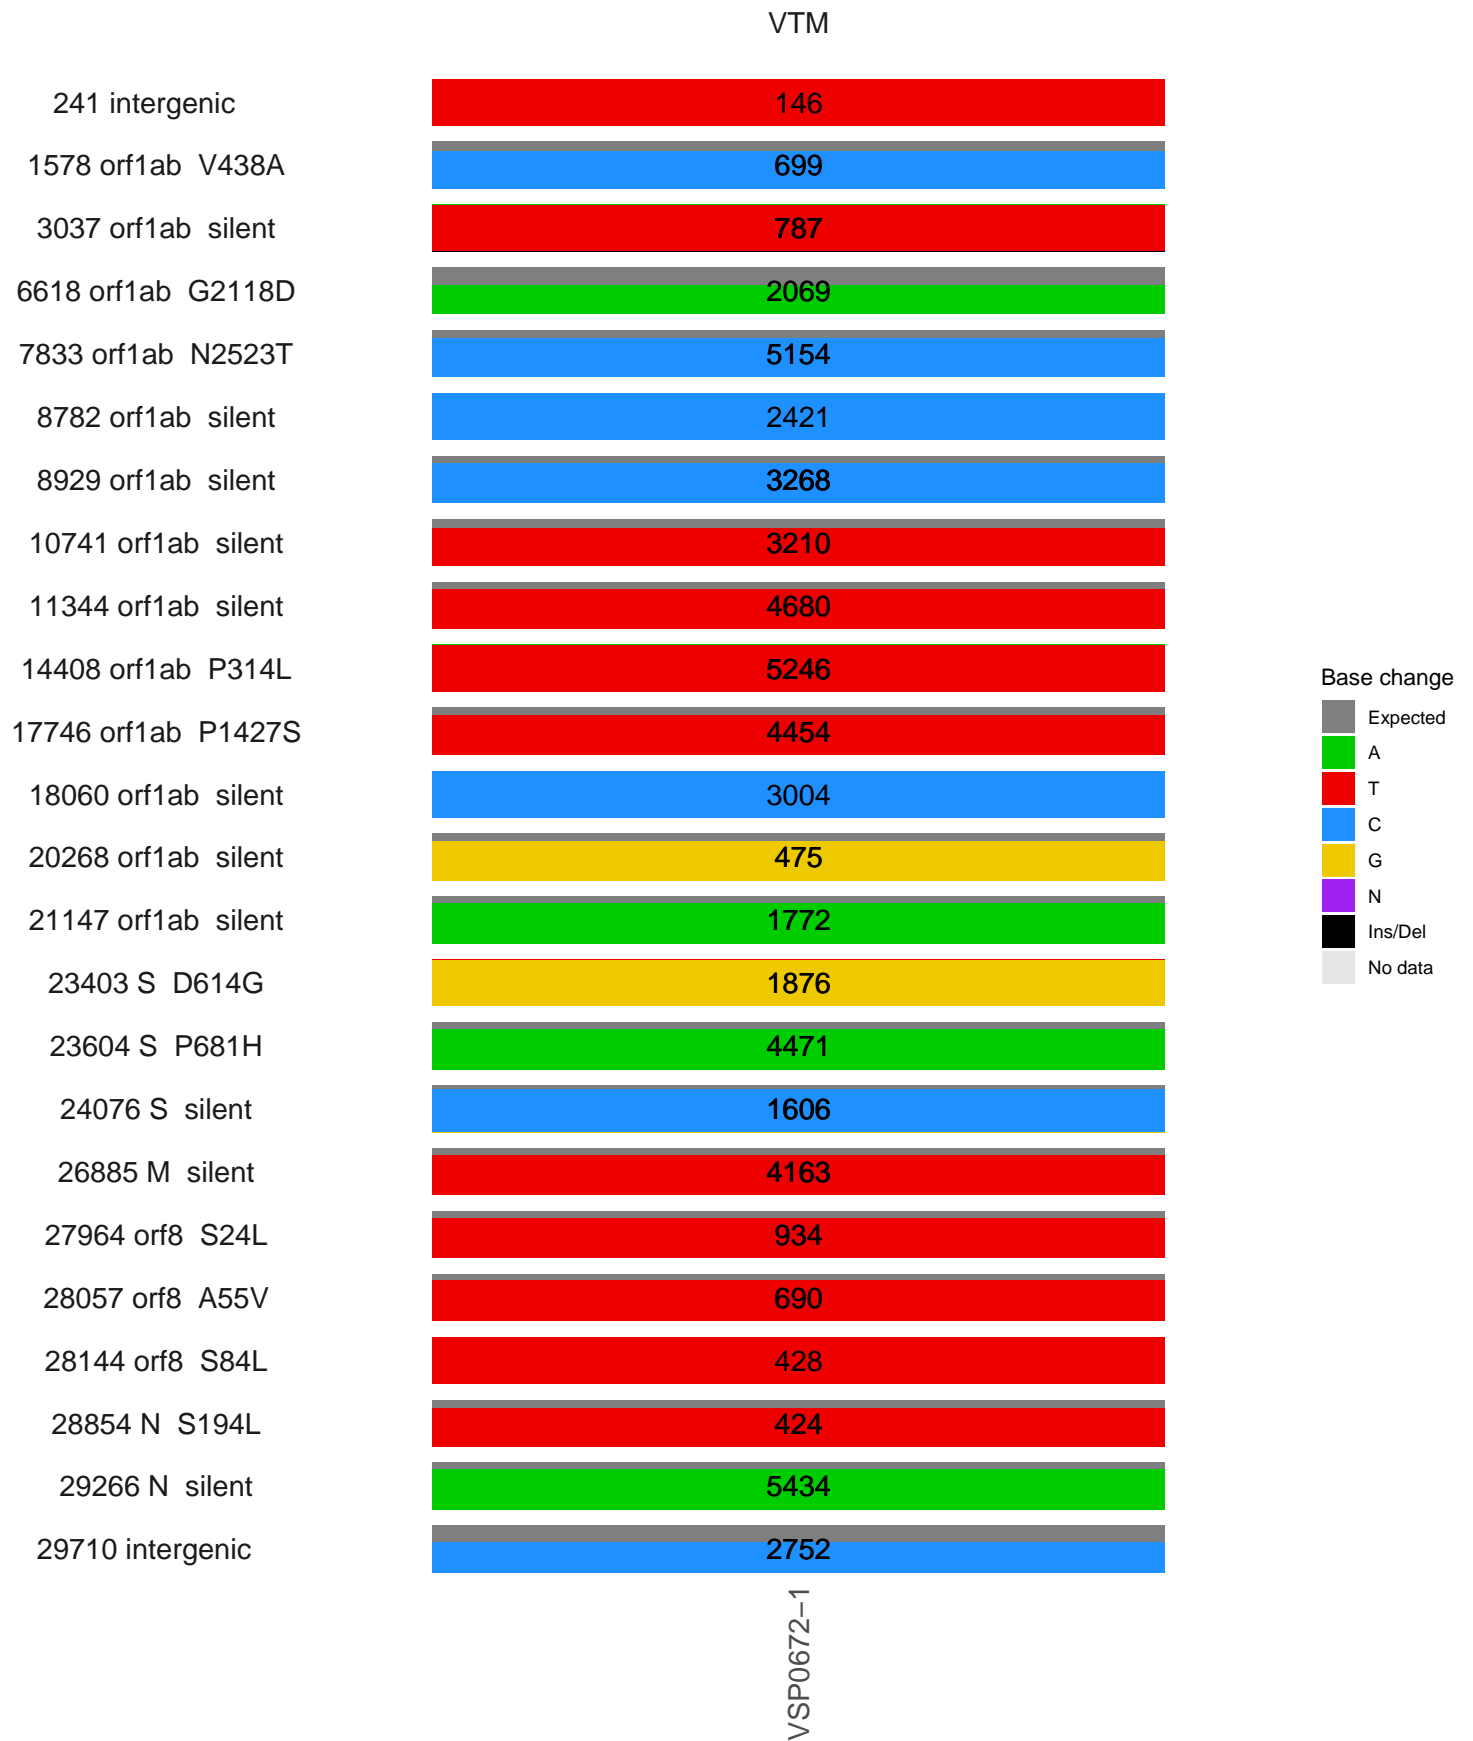 VTM
241 intergenic 146
1578 orf1ab V438A 699
3037 orf1ab silent 787
6618 orf1ab G2118D 2069
7833 orf1ab N2523T 5154
8782 orf1ab silent 2421
8929 orf1ab silent 3268
10741 orf1ab silent 3210
11344 orf1ab silent 4680
14408 orf1ab P314L 5246
17746 orf1ab P1427S 4454
18060 orf1ab silent 3004
20268 orf1ab silent 475
21147 orf1ab silent 1772
23403 S D614G 1876
23604 S P681H 4471
24076 S silent 1606
26885 M silent 4163
27964 orf8 S24L 934
28057 orf8 A55V 690
28144 orf8 S84L 428
28854 N S194L 424
29266 N silent 5434
29710 intergenic 2752
VSP0672−1
Base change
Expected
A
T
C
G
N
Ins/Del
No data